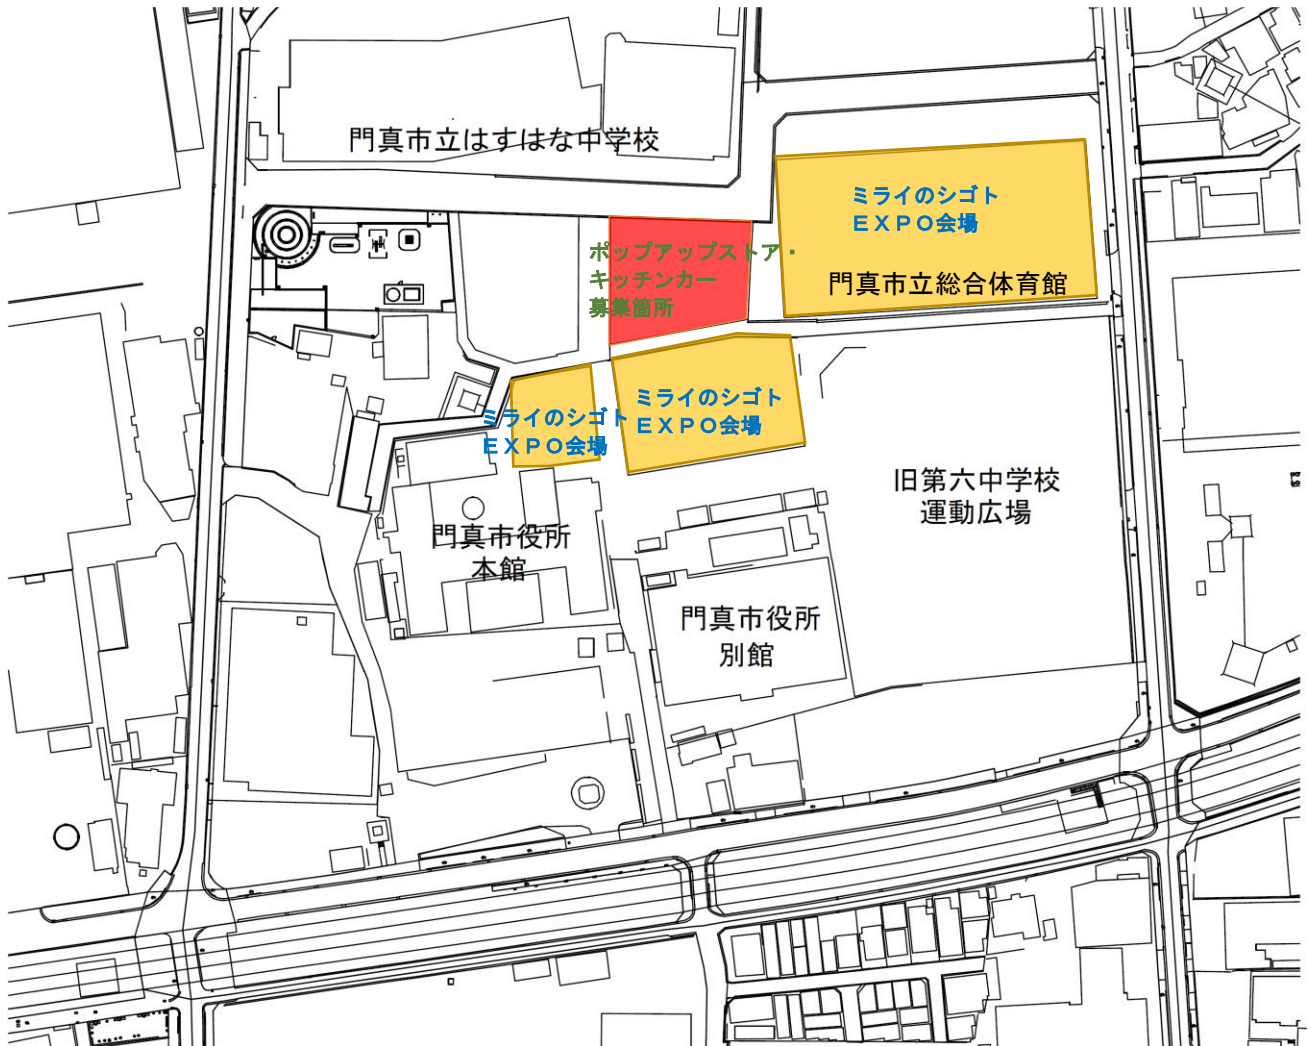 門真市立はすはな中学校
ミライのシゴト
ＥＸＰＯ会場
門真市立総合体育館
ポップアップストア・
キッチンカー
募集箇所
ミライのシゴト
ＥＸＰＯ会場
ミライのシゴト
ＥＸＰＯ会場
旧第六中学校
運動広場
門真市役所
本館
門真市役所
別館